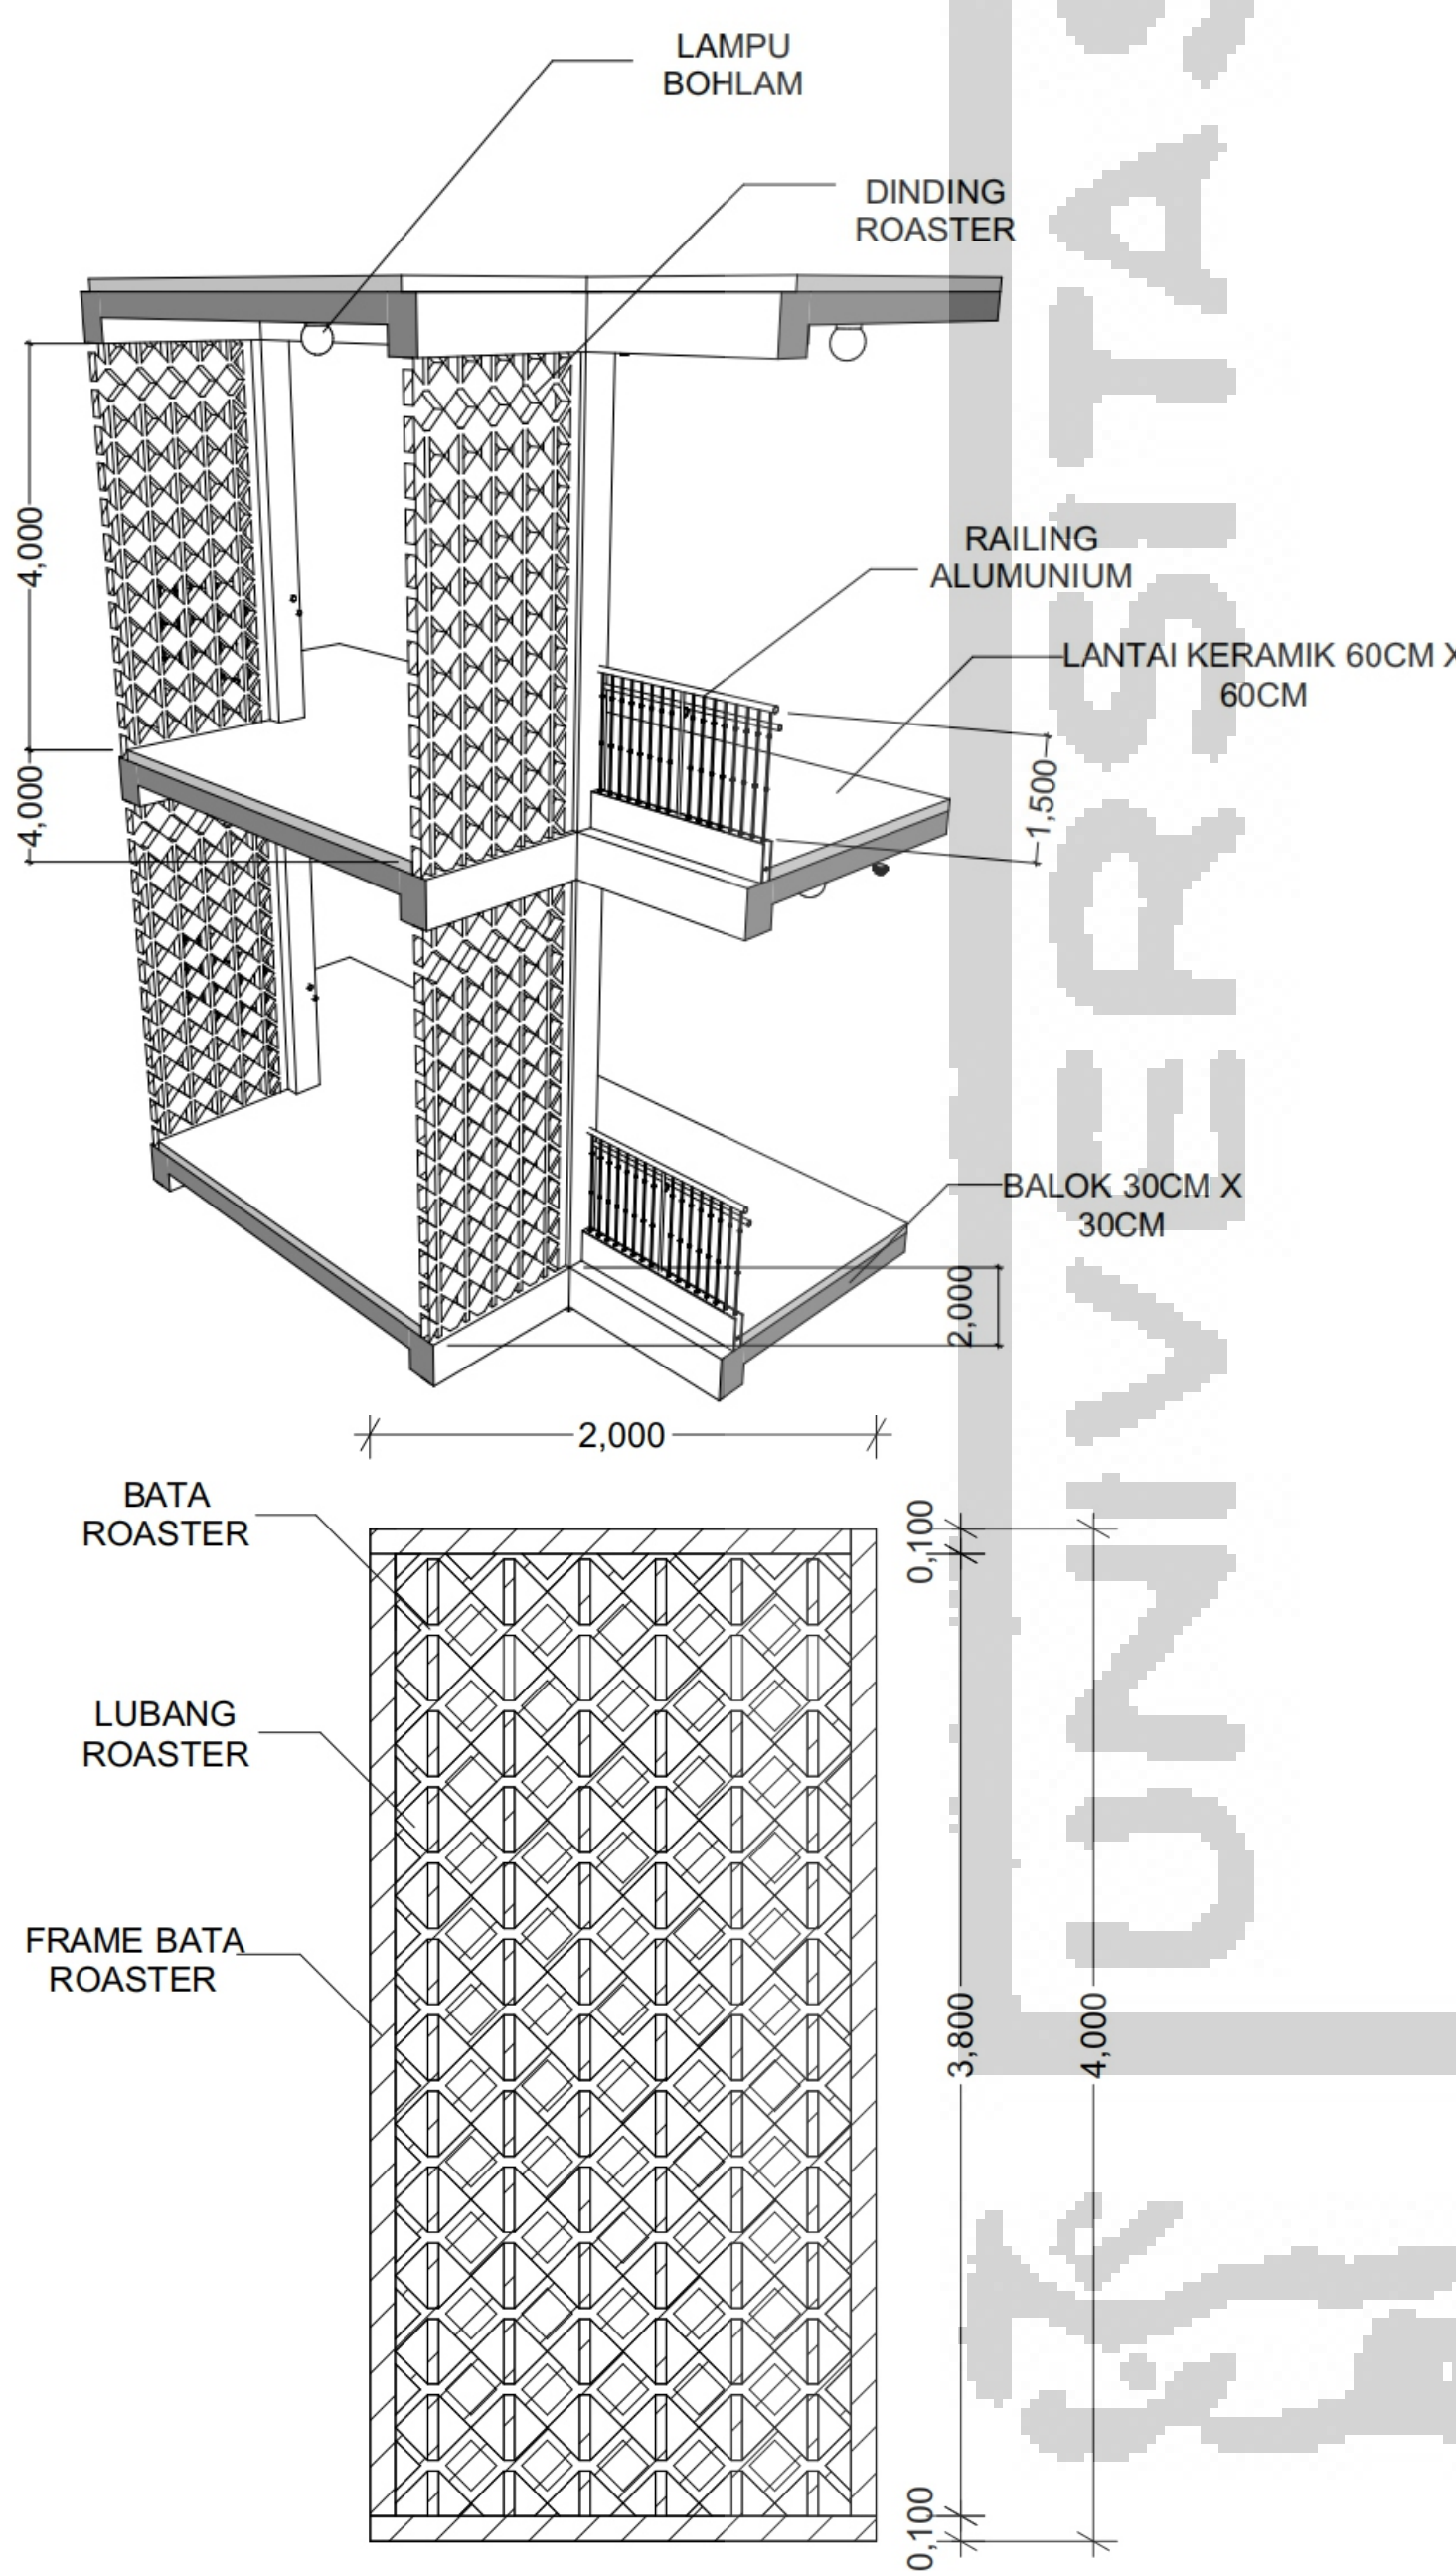 LAMPU
BOHLAM
DINDING
ROASTER
4,000
RAILING
ALUMUNIUM
LANTAI KERAMIK 60CM X
60CM
1,500
4,000
BALOK 30CM X
30CM
2,000
2,000
BATA
ROASTER
0,100
LUBANG
ROASTER
FRAME BATA
ROASTER
3,800
4,000
0,100
UNIVERSITAS